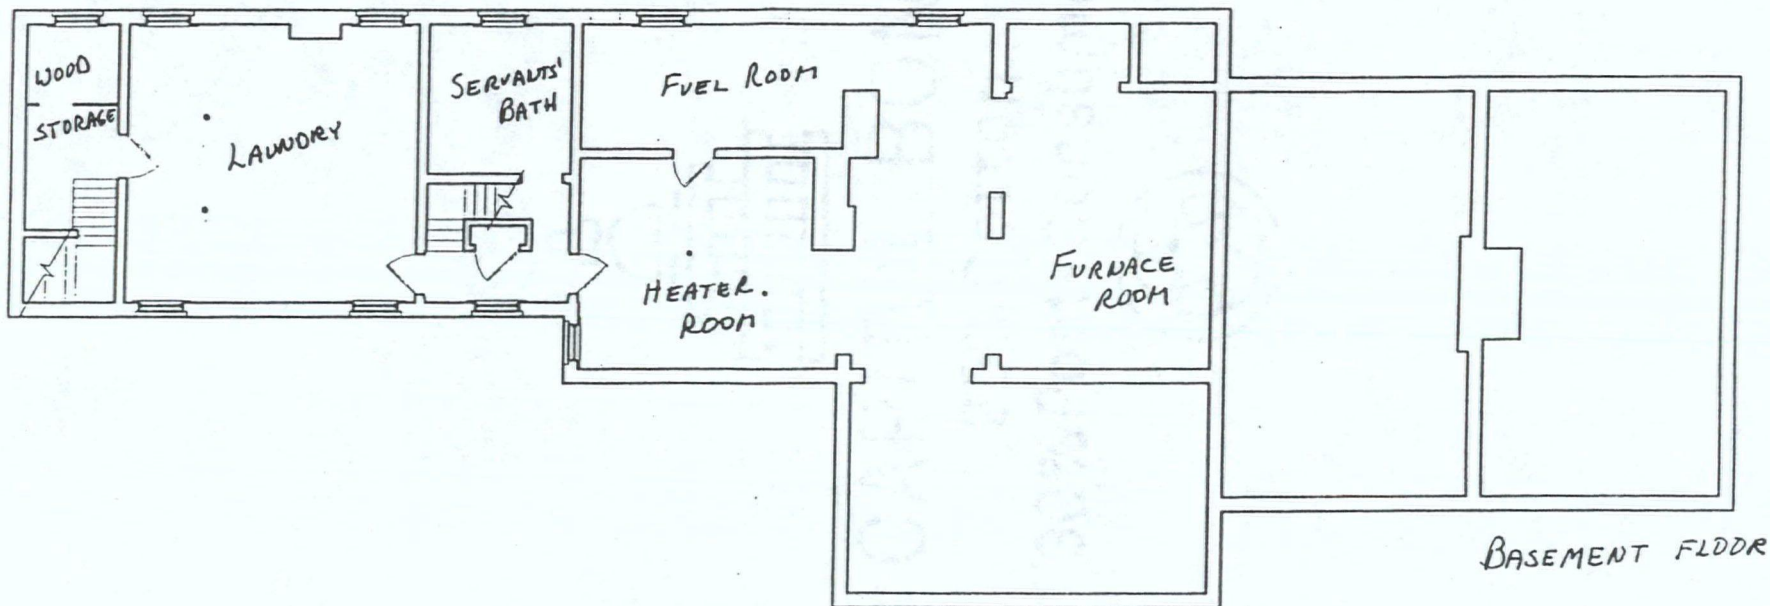 WOOD
STORAGE
LAUNDRY
SERVANTS'
BATH
FUEL ROOM
HEATER.
ROOM
FURNACE
ROOM
BASEMENT FLOOR